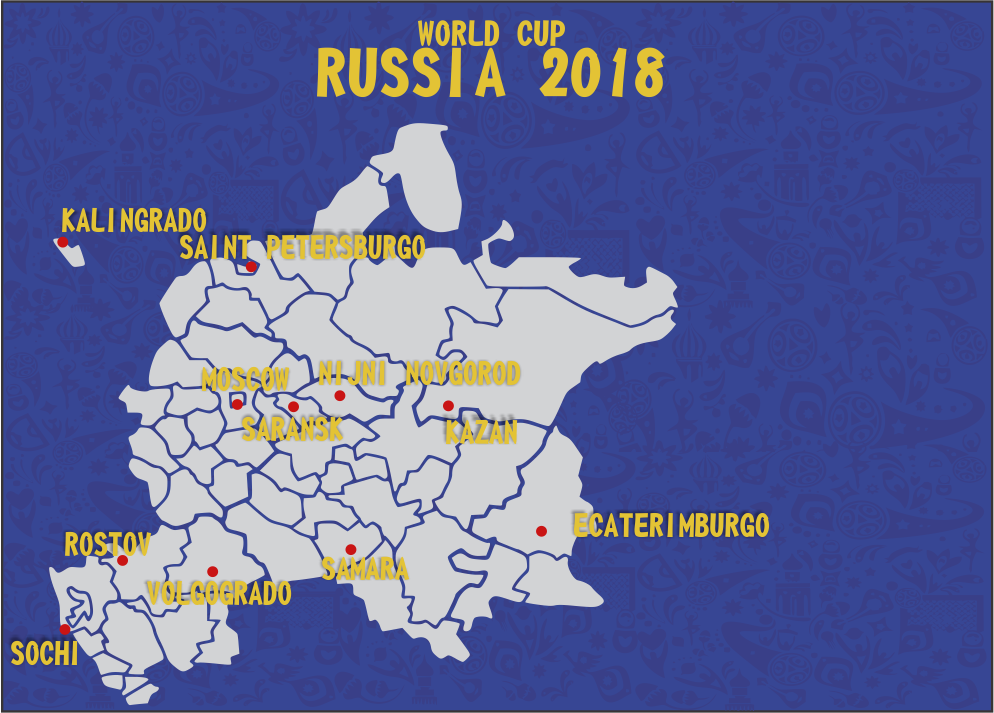 WORLD CUP
RUSSIA 2018
KALINGRADO
SAINT PETERSBURGO
MOSCOW
NIJNI NOVGOROD
SARANSK
KAZAN
ECATERIMBURGO
ROSTOV
SAMARA
VOLGOGRADO
SOCHI